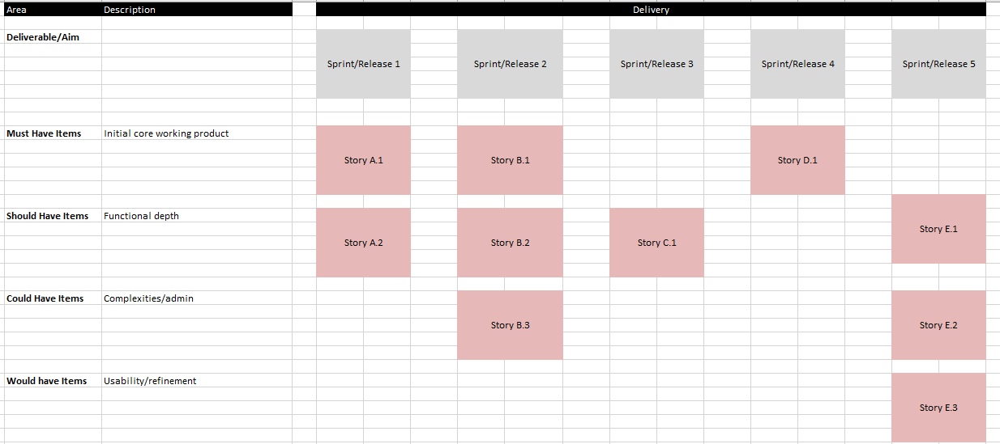 Area Description Delivery
Deliverable/Aim
Sprint/Release 1 Sprint/Release 2 Sprint/Release 3 Sprint/Release 4 Sprint/Release 5
Must Have Items Initial core working product
Story A.1 Story B.1 Story D.1
Should Have Items Functional depth
Story E.1
Story A.2 Story B.2 Story C.1
Could Have Items Complexities/admin
Story B.3 Story E.2
Would have Items Usability/refinement
Story E.3